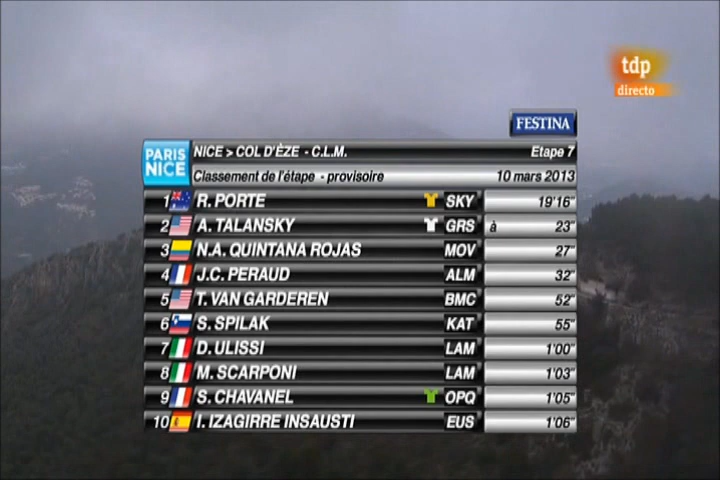 tdp
directo
FESTINA
PARIS NICE
NICE > COL D'ÈZE - C.L.M. Etape 7
Classement de l'étape - provisoire 10 mars 2013
1 R. PORTE SKY 19'16"
2 A. TALANSKY GRS à 23"
3 N.A. QUINTANA ROJAS MOV 27"
4 J.C. PERAUD ALM 32"
5 T. VAN GARDEREN BMC 52"
6 S. SPILAK KAT 55"
7 D. ULISSI LAM 1'00"
8 M. SCARPONI LAM 1'03"
9 S. CHAVANEL OPQ 1'05"
10 I. IZAGIRRE INSAUSTI EUS 1'06"